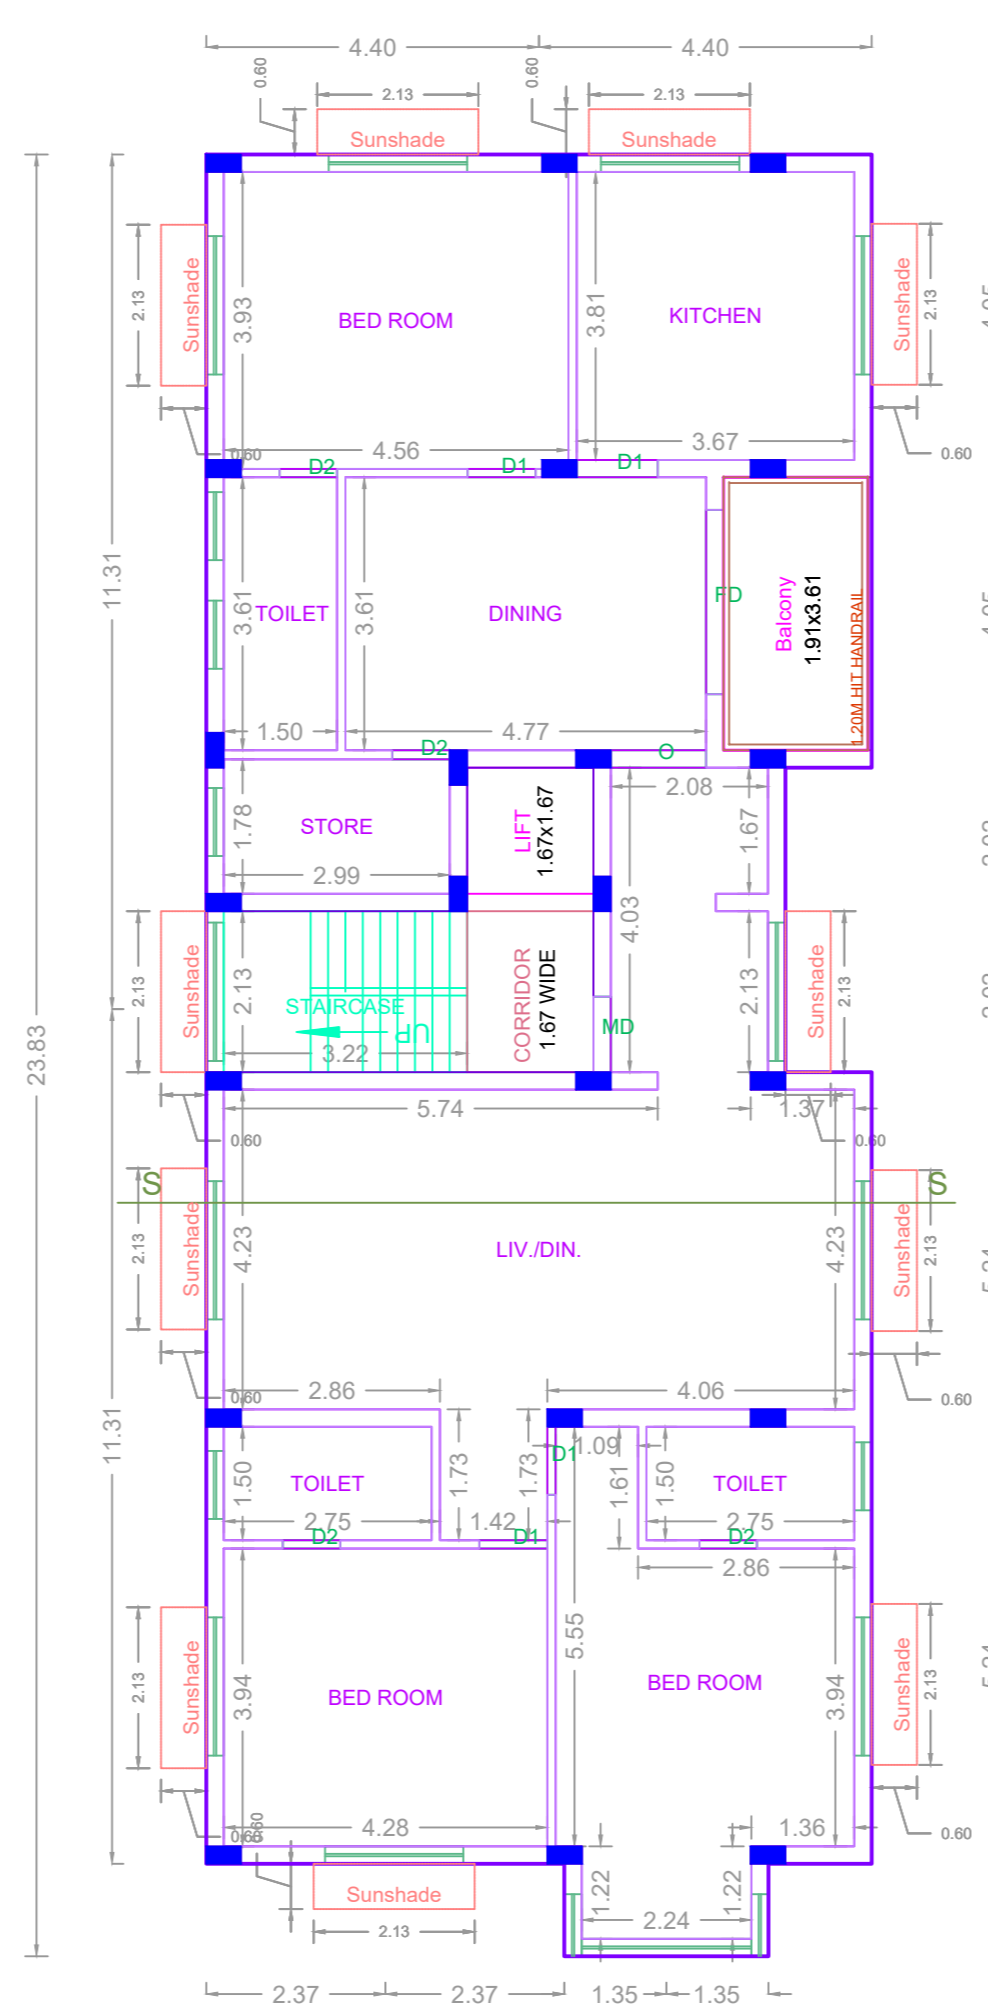 4.40
4.40
0.60
0.60
2.13
2.13
Sunshade
Sunshade
2.13
Sunshade
3.93
BED ROOM
3.81
KITCHEN
Sunshade
2.13
0.60
4.56
3.67
0.60
D2
D1
D1
11.31
3.61
TOILET
3.61
DINING
FD
Balcony
1.91x3.61
1.20M HIT HANDRAIL
1.50
4.77
D2
O
2.08
1.78
STORE
LIFT
1.67x1.67
1.67
2.99
4.03
2.13
Sunshade
2.13
STAIRCASE
UP
3.22
CORRIDOR
1.67 WIDE
MD
2.13
Sunshade
2.13
23.83
5.74
1.37
0.60
0.60
S
S
2.13
Sunshade
4.23
LIV./DIN.
4.23
Sunshade
2.13
0.60
2.86
4.06
0.60
11.31
1.50
TOILET
1.73
1.73
D1
1.09
1.61
1.50
TOILET
2.75
1.42
2.75
D2
D1
D2
2.86
5.55
2.13
Sunshade
3.94
BED ROOM
BED ROOM
3.94
Sunshade
2.13
0.60
4.28
1.36
0.60
Sunshade
1.22
1.22
2.13
2.24
2.37
2.37
1.35
1.35